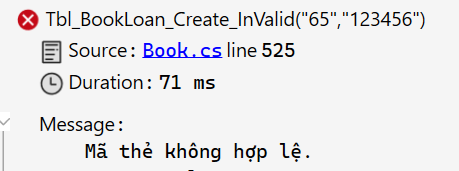 Tbl_BookLoan_Create_InValid("65","123456")
Source: Book.cs line 525
Duration: 71 ms
Message:
Mã thẻ không hợp lệ.